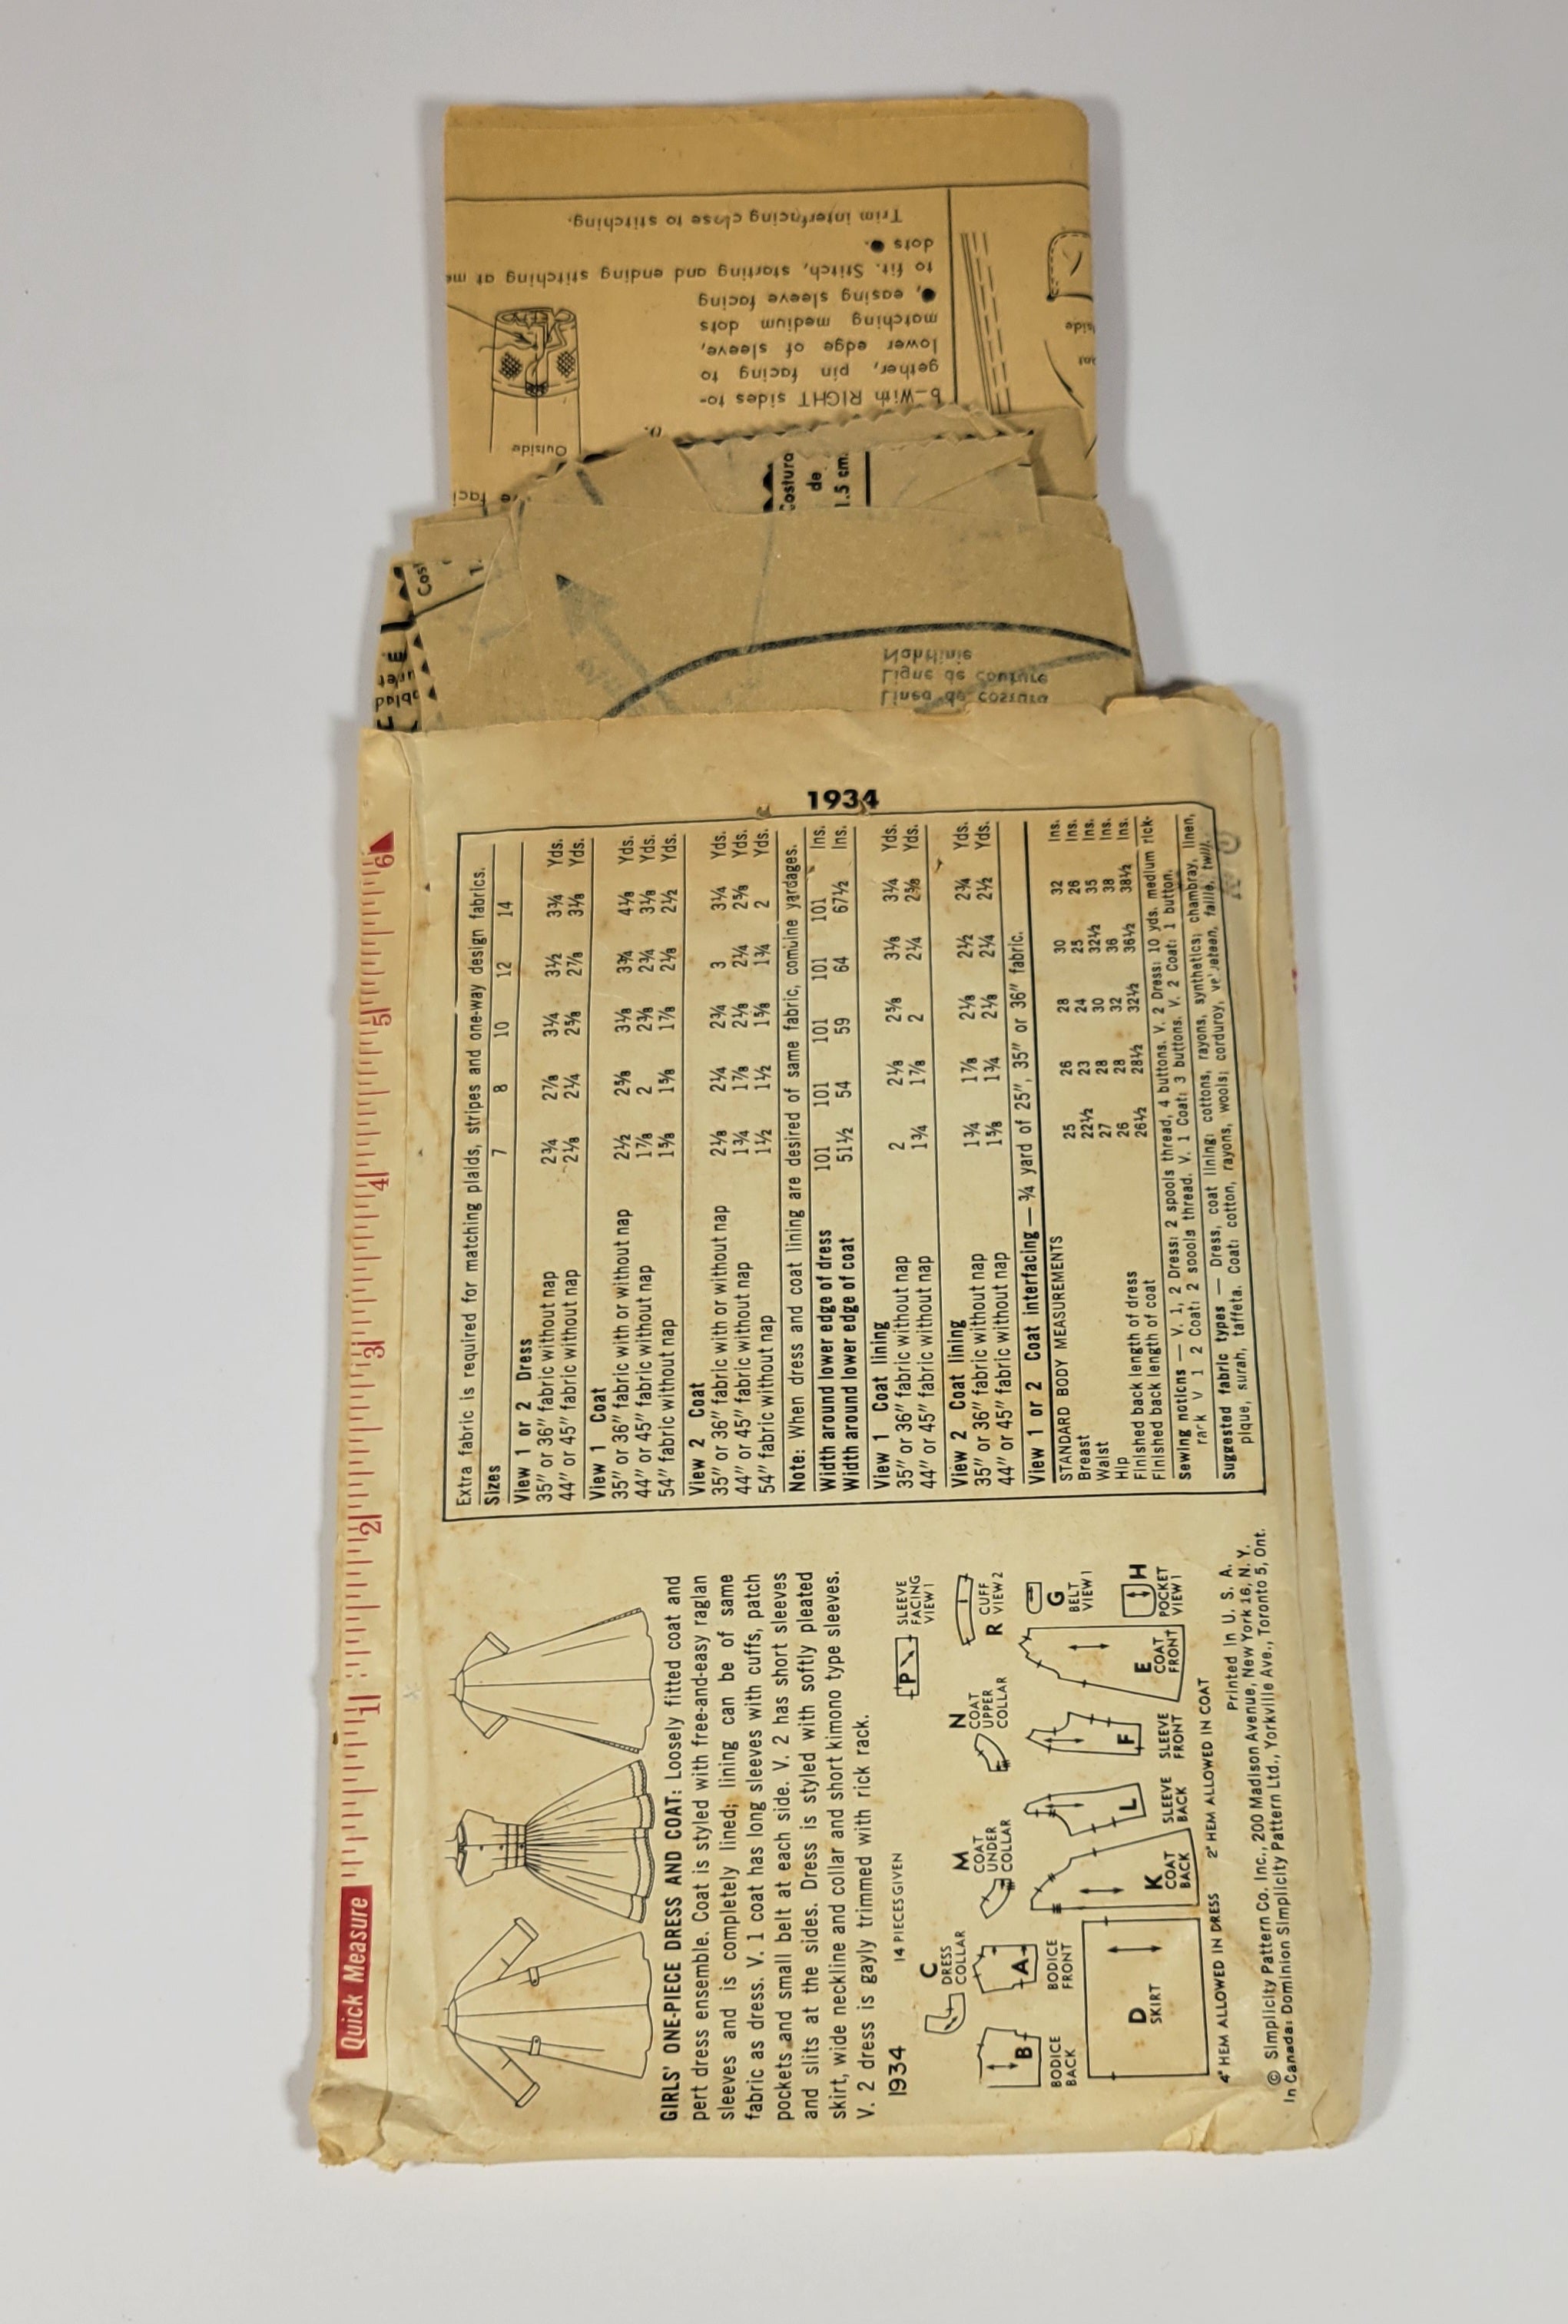 Quick Measure
1 2 3 4 5 6
GIRLS' ONE-PIECE DRESS AND COAT: Loosely fitted coat and
pert dress ensemble. Coat is styled with free-and-easy raglan
sleeves and is completely lined; lining can be of same
fabric as dress. V. 1 coat has long sleeves with cuffs, patch
pockets and small belt at each side. V. 2 has short sleeves
and slits at the sides. Dress is styled with softly pleated
skirt, wide neckline and collar and short kimono type sleeves.
V. 2 dress is gayly trimmed with rick rack.
1934
14 PIECES GIVEN
P
SLEEVE
FACING
VIEW 1
C
DRESS
COLLAR
M
COAT
UNDER
COLLAR
N
COAT
UPPER
COLLAR
R
CUFF
VIEW 2
B
BODICE
BACK
A
BODICE
FRONT
G
BELT
VIEW 1
D
SKIRT
K
COAT
BACK
L
SLEEVE
BACK
F
SLEEVE
FRONT
E
COAT
FRONT
H
POCKET
VIEW 1
4" HEM ALLOWED IN DRESS 2" HEM ALLOWED IN COAT
Printed in U. S. A.
© Simplicity Pattern Co. Inc., 200 Madison Avenue, New York 16, N. Y.
In Canada: Dominion Simplicity Pattern Ltd., Yorkville Ave., Toronto 5, Ont.
1934
Extra fabric is required for matching plaids, stripes and one-way design fabrics.
Sizes 7 8 10 12 14
View 1 or 2 Dress
35" or 36" fabric without nap 2¾ 2⅞ 3¼ 3½ 3¾ Yds.
44" or 45" fabric without nap 2⅛ 2¼ 2⅝ 2⅞ 3⅛ Yds.
View 1 Coat
35" or 36" fabric with or without nap 2½ 2⅝ 3⅛ 3¾ 4⅛ Yds.
44" or 45" fabric without nap 1⅞ 2 2⅜ 2¾ 3⅛ Yds.
54" fabric without nap 1⅝ 1⅝ 1⅞ 2⅛ 2½ Yds.
View 2 Coat
35" or 36" fabric with or without nap 2⅛ 2¼ 2¾ 3 3¼ Yds.
44" or 45" fabric without nap 1¾ 1⅞ 2⅛ 2¼ 2⅝ Yds.
54" fabric without nap 1½ 1½ 1⅝ 1¾ 2 Yds.
Note: When dress and coat lining are desired of same fabric, combine yardages.
Width around lower edge of dress 101 101 101 101 101 Ins.
Width around lower edge of coat 51½ 54 59 64 67½ Ins.
View 1 Coat lining
35" or 36" fabric without nap 2 2⅛ 2⅝ 3⅛ 3¼ Yds.
44" or 45" fabric without nap 1¾ 1⅞ 2 2¼ 2⅝ Yds.
View 2 Coat lining
35" or 36" fabric without nap 1¾ 1⅞ 2⅛ 2½ 2¾ Yds.
44" or 45" fabric without nap 1⅝ 1¾ 2⅛ 2¼ 2½ Yds.
View 1 or 2 Coat interfacing — ¾ yard of 25", 35" or 36" fabric.
STANDARD BODY MEASUREMENTS
Breast 25 26 28 30 32 Ins.
Waist 22½ 23 24 25 26 Ins.
Hip 27 28 30 32½ 35 Ins.
Finished back length of dress 26 28 32 36 38 Ins.
Finished back length of coat 26½ 28½ 32½ 36½ 38½ Ins.
Sewing notions — V. 1, 2 Dress: 2 spools thread, 4 buttons. V. 2 Dress: 10 yds. medium rick-
rark V 1 2 Coat: 2 spools thread. V. 1 Coat: 3 buttons. V. 2 Coat: 1 button.
Suggested fabric types — Dress, coat lining: cottons, rayons, synthetics; chambray, linen,
pique, surah, taffeta. Coat: cotton, rayons, wools; corduroy, velveteen, faille, twill.
Nahtlinie
Ligne de couture
Linea de costura
Costura
de
1.5 cm.
Outside
b—With RIGHT sides to-
gether, pin facing to
lower edge of sleeve,
matching medium dots
●, easing sleeve facing
to fit. Stitch, starting and ending stitching at me
dots ●.
Trim interfacing close to stitching.